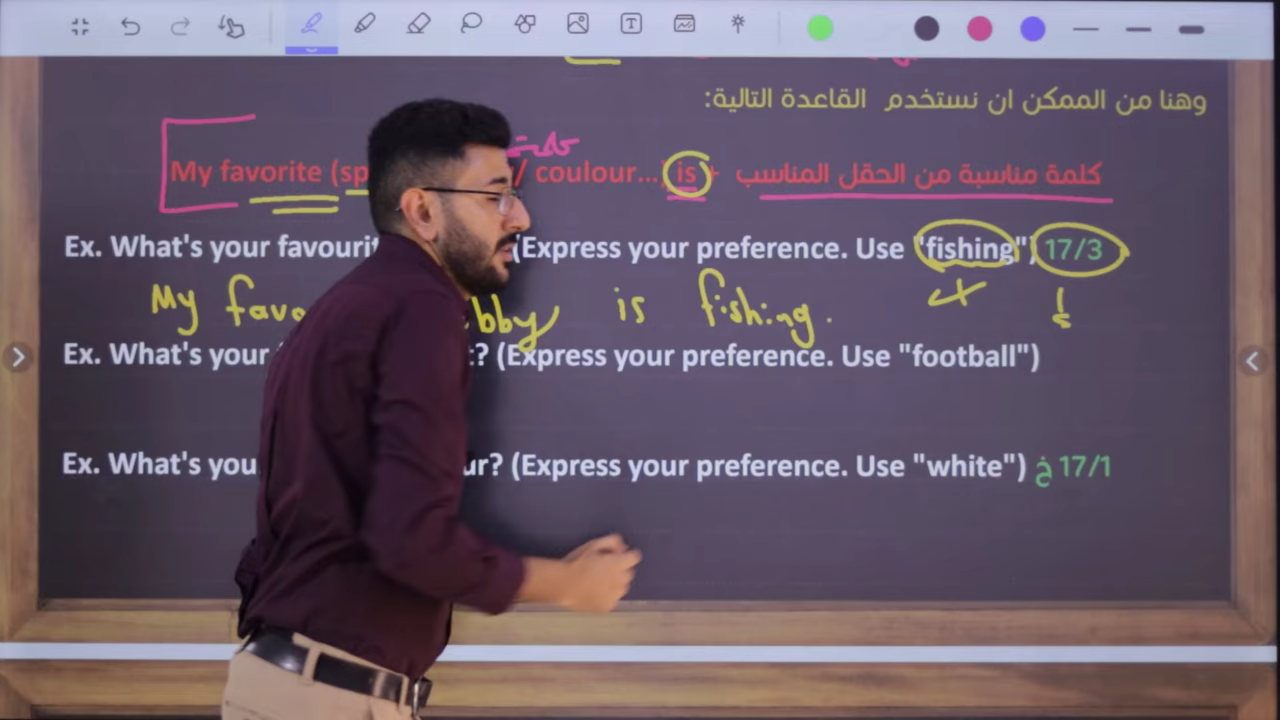 وهنا من الممكن ان نستخدم القاعدة التالية:
My favorite (sp / coulour... is + كلمة مناسبة من الحقل المناسب
Ex. What's your favourit (Express your preference. Use "fishing") 17/3
My favo bby is fishing.
Ex. What's your t? (Express your preference. Use "football")
Ex. What's you ur? (Express your preference. Use "white") خ 17/1